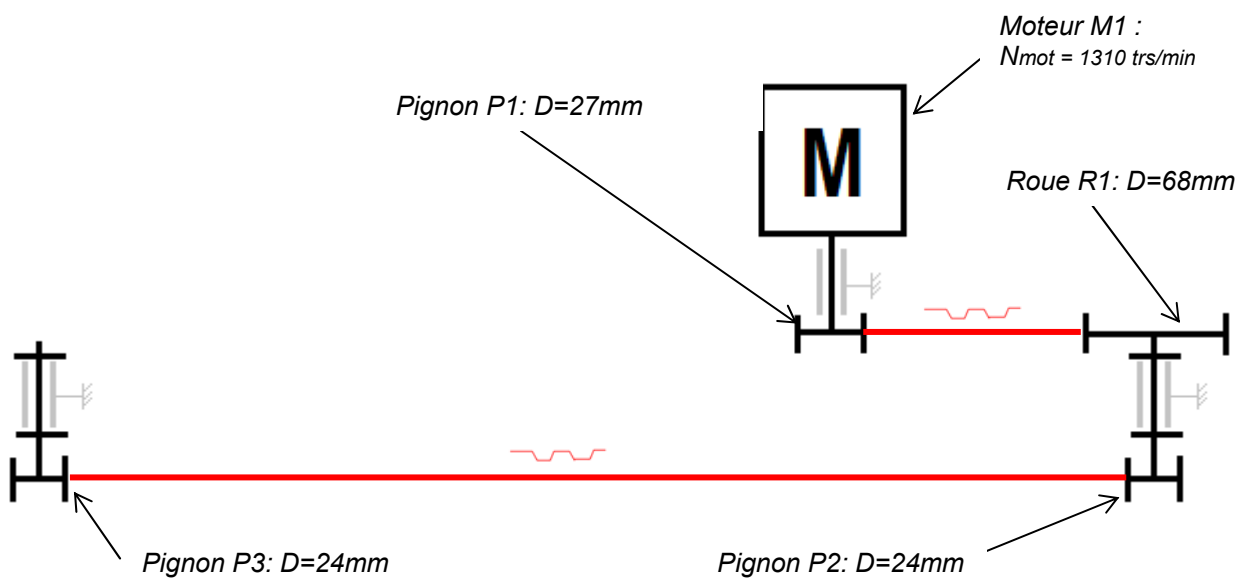 Moteur M1 :
Nmot = 1310 trs/min
Pignon P1: D=27mm
M
Roue R1: D=68mm
Pignon P3: D=24mm
Pignon P2: D=24mm